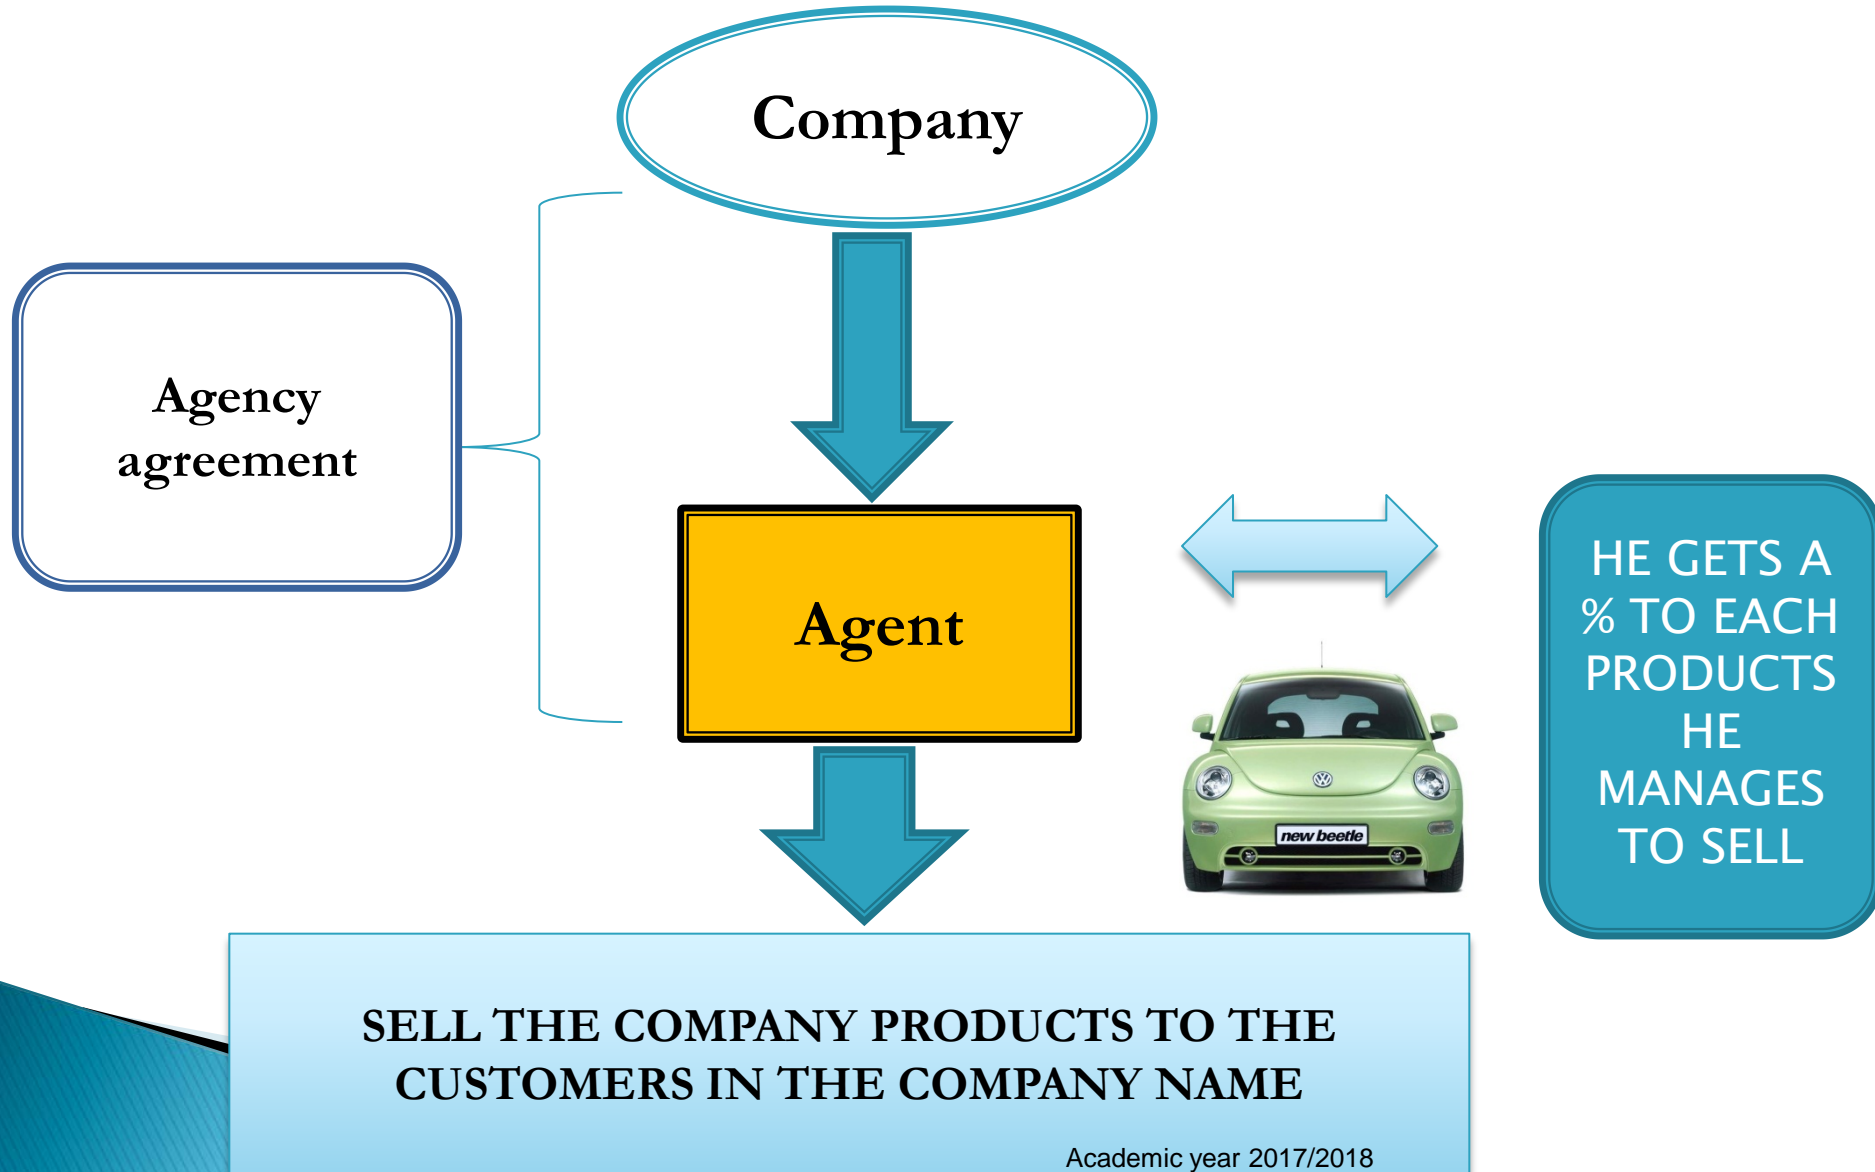 Company
Agency
agreement
Agent
HE GETS A
% TO EACH
PRODUCTS
HE
MANAGES
TO SELL
new beetle
SELL THE COMPANY PRODUCTS TO THE
CUSTOMERS IN THE COMPANY NAME
Academic year 2017/2018